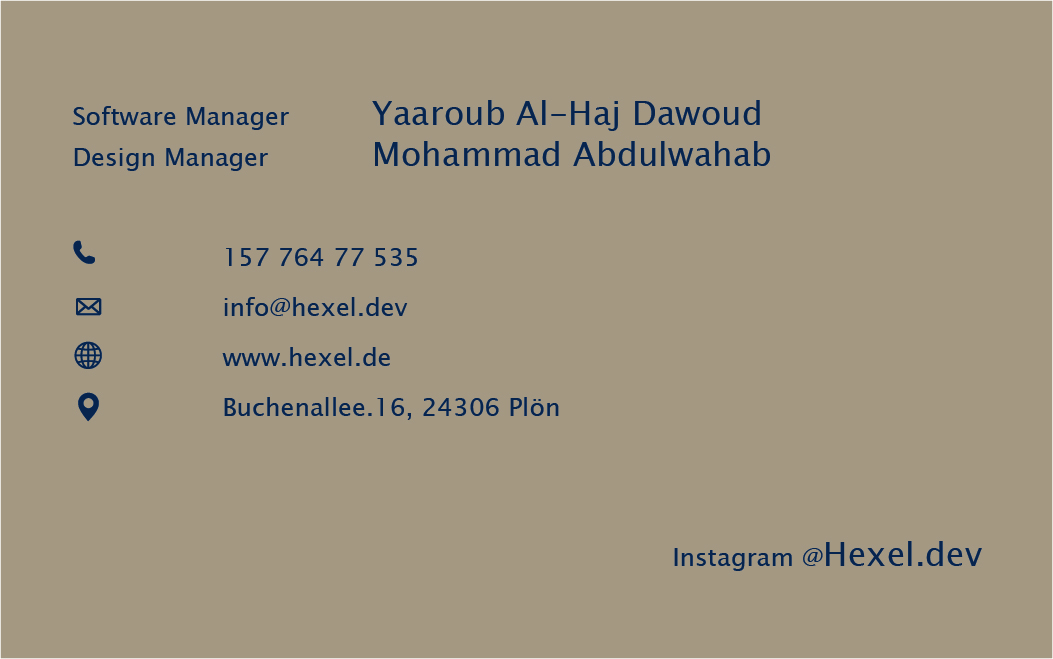 Software Manager Yaaroub Al-Haj Dawoud
Design Manager Mohammad Abdulwahab
157 764 77 535
info@hexel.dev
www.hexel.de
Buchenallee.16, 24306 Plön
Instagram @Hexel.dev